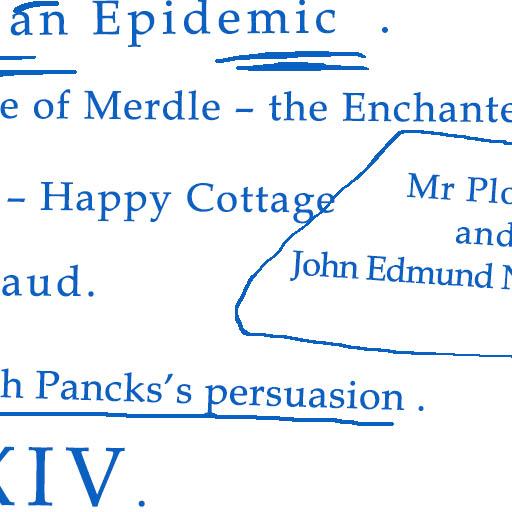 an Epidemic .
e of Merdle – the Enchante
– Happy Cottage
Mr Plo
and
John Edmund N
aud.
h Pancks's persuasion .
XIV.